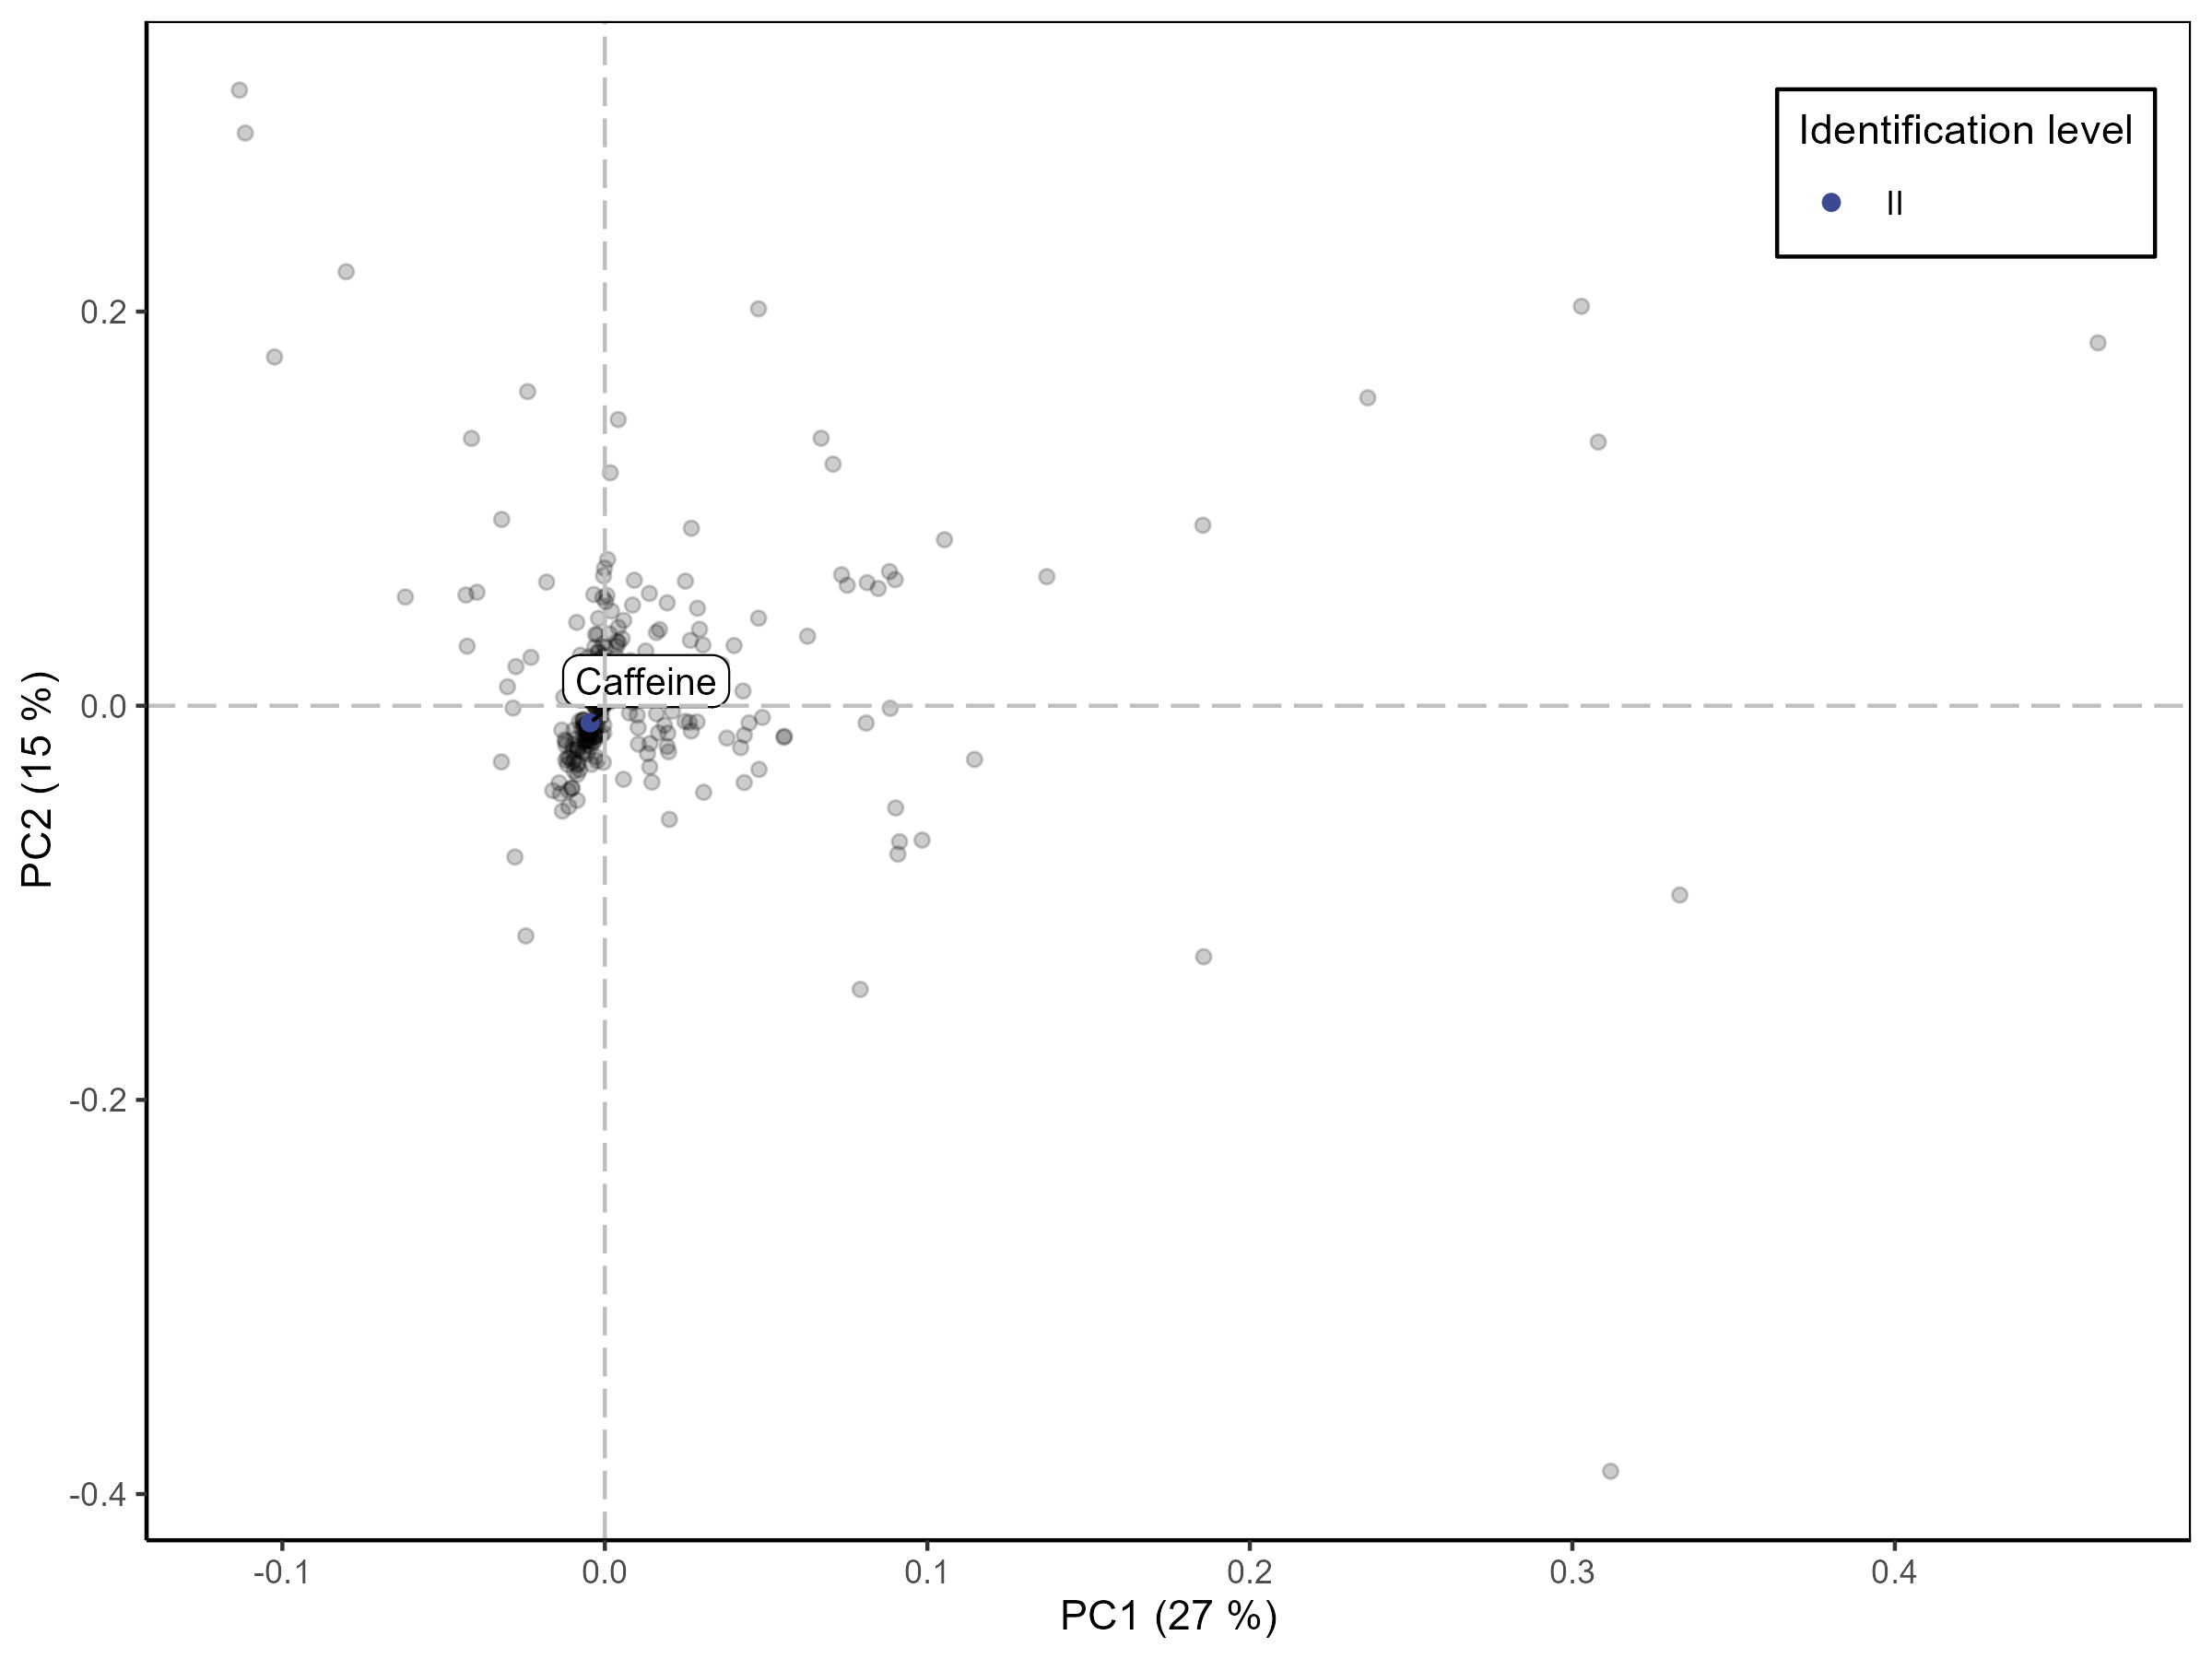 Identification level
II
0.2
0.0
-0.2
-0.4
PC2 (15 %)
Caffeine
-0.1
0.0
0.1
0.2
0.3
0.4
PC1 (27 %)